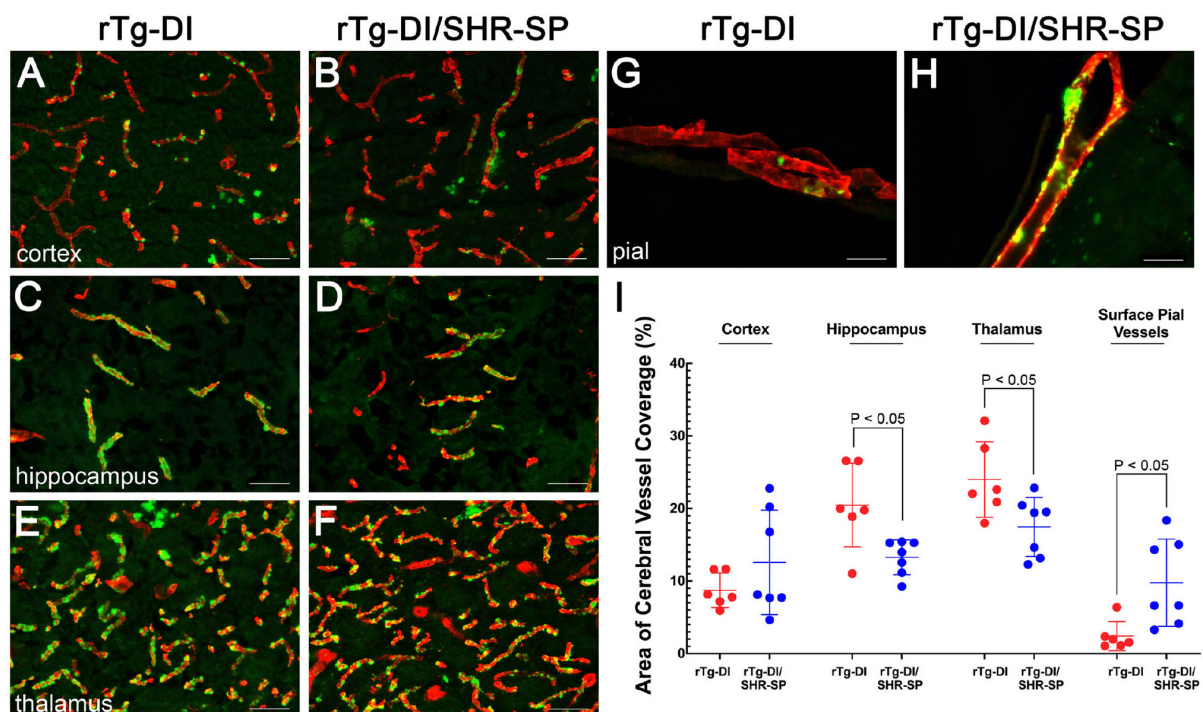 rTg-DI
rTg-DI/SHR-SP
rTg-DI
rTg-DI/SHR-SP
A
B
G
H
cortex
pial
C
D
hippocampus
E
F
thalamus
I
Area of Cerebral Vessel Coverage (%)
Cortex
Hippocampus
Thalamus
Surface Pial
Vessels
40
30
20
10
0
P < 0.05
P < 0.05
P < 0.05
rTg-DI
rTg-DI/
SHR-SP
rTg-DI
rTg-DI/
SHR-SP
rTg-DI
rTg-DI/
SHR-SP
rTg-DI
rTg-DI/
SHR-SP